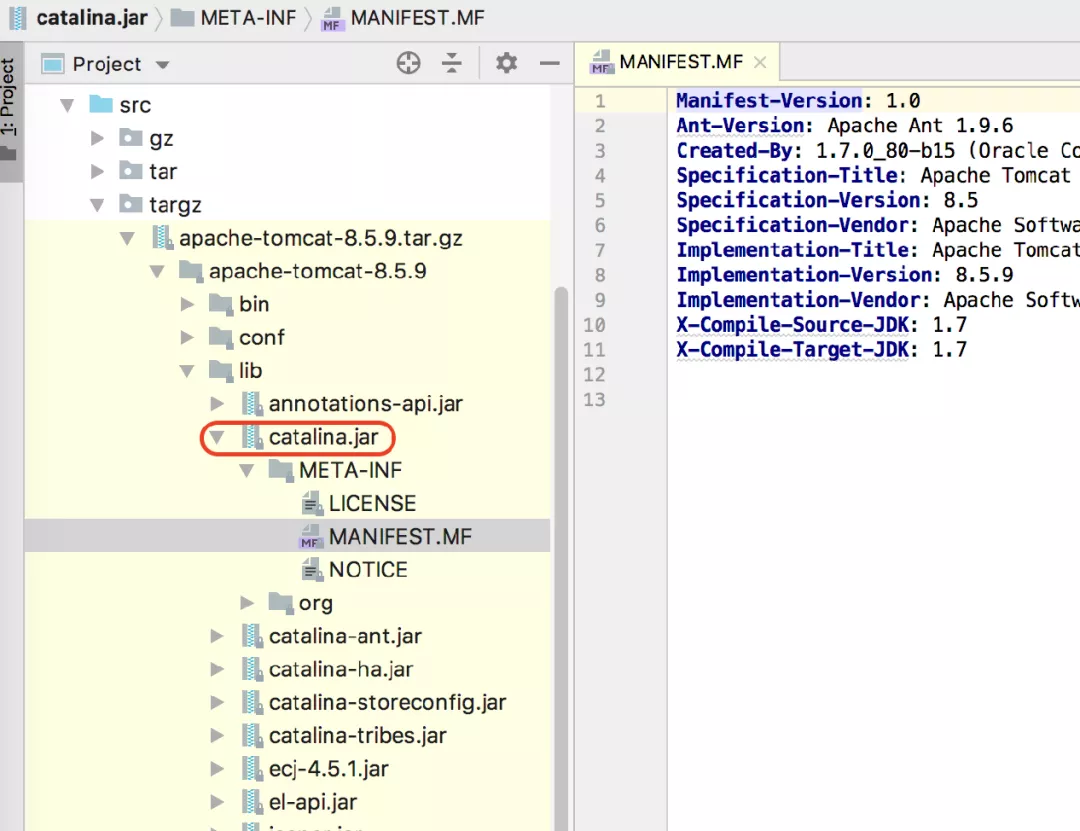 catalina.jar META-INF MANIFEST.MF
1: Project
Project
src
gz
tar
targz
apache-tomcat-8.5.9.tar.gz
apache-tomcat-8.5.9
bin
conf
lib
annotations-api.jar
catalina.jar
META-INF
LICENSE
MF MANIFEST.MF
NOTICE
org
catalina-ant.jar
catalina-ha.jar
catalina-storeconfig.jar
catalina-tribes.jar
ecj-4.5.1.jar
el-api.jar
MF MANIFEST.MF
1 Manifest-Version: 1.0
2 Ant-Version: Apache Ant 1.9.6
3 Created-By: 1.7.0_80-b15 (Oracle Co
4 Specification-Title: Apache Tomcat
5 Specification-Version: 8.5
6 Specification-Vendor: Apache Softwa
7 Implementation-Title: Apache Tomcat
8 Implementation-Version: 8.5.9
9 Implementation-Vendor: Apache Softw
10 X-Compile-Source-JDK: 1.7
11 X-Compile-Target-JDK: 1.7
12
13